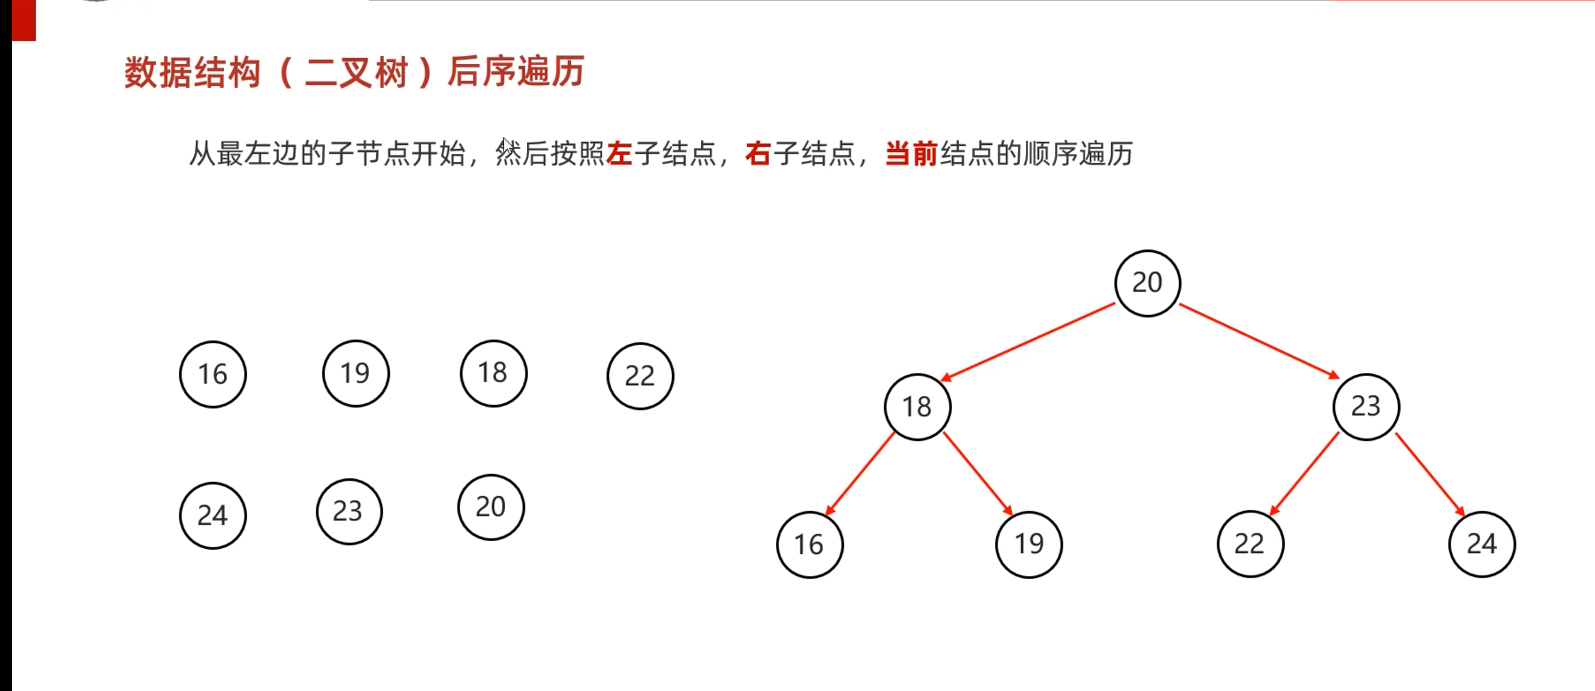 数据结构（二叉树）后序遍历
从最左边的子节点开始，然后按照左子结点，右子结点，当前结点的顺序遍历
16 19 18 22
24 23 20
20
18 23
16 19 22 24